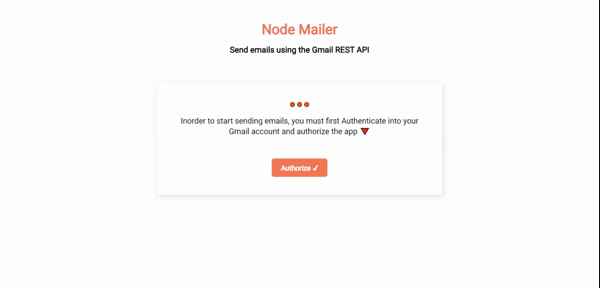 Node Mailer
Send emails using the Gmail REST API
Inorder to start sending emails, you must first Authenticate into your
Gmail account and authorize the app 🔻
Authorize ✓